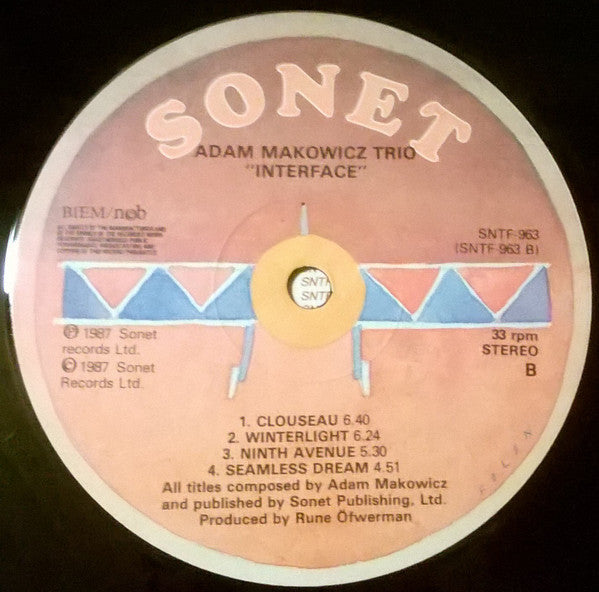 SONET
ADAM MAKOWICZ TRIO
"INTERFACE"
BIEM/ncb
SNTF-963
(SNTF-963 B)
SNTF
SNTF
℗ 1987 Sonet
records Ltd.
© 1987 Sonet
Records Ltd.
33 rpm
STEREO
B
1. CLOUSEAU 6.40
2. WINTERLIGHT 6.24
3. NINTH AVENUE 5.30
4. SEAMLESS DREAM 4.51
All titles composed by Adam Makowicz
and published by Sonet Publishing, Ltd.
Produced by Rune Öfwerman